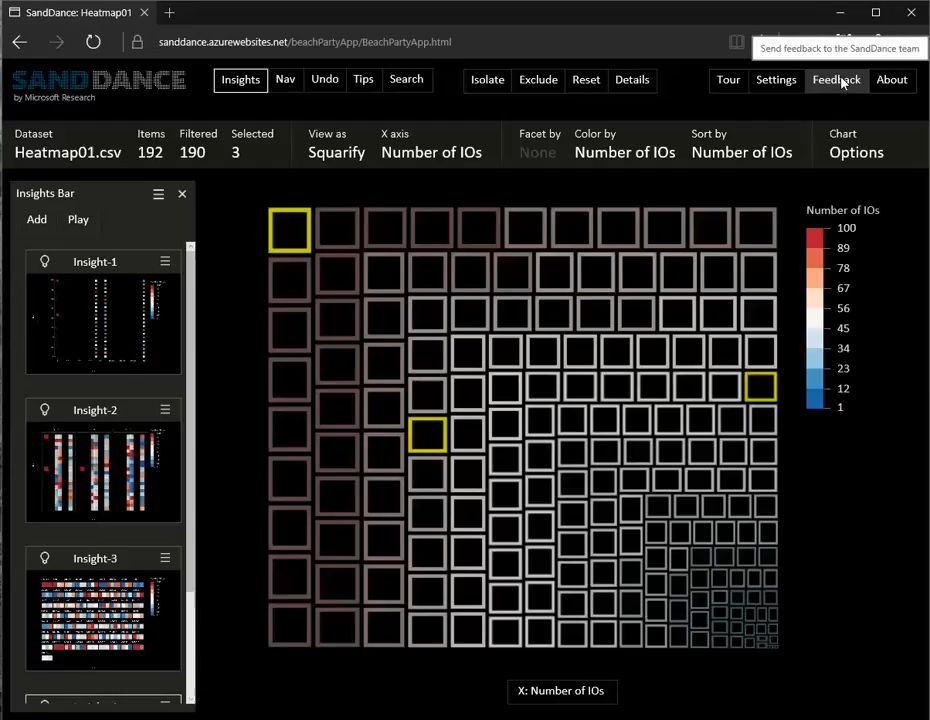 SandDance: Heatmap01
sanddance.azurewebsites.net/beachPartyApp/BeachPartyApp.html
Send feedback to the SandDance team
SANDDANCE
by Microsoft Research
Insights Nav Undo Tips Search Isolate Exclude Reset Details Tour Settings Feedback About
Dataset Items Filtered Selected View as X axis Facet by Color by Sort by Chart
Heatmap01.csv 192 190 3 Squarify Number of IOs None Number of IOs Number of IOs Options
Insights Bar
Add Play
Insight-1
Insight-2
Insight-3
Number of IOs
100
89
78
67
56
45
34
23
12
1
X: Number of IOs